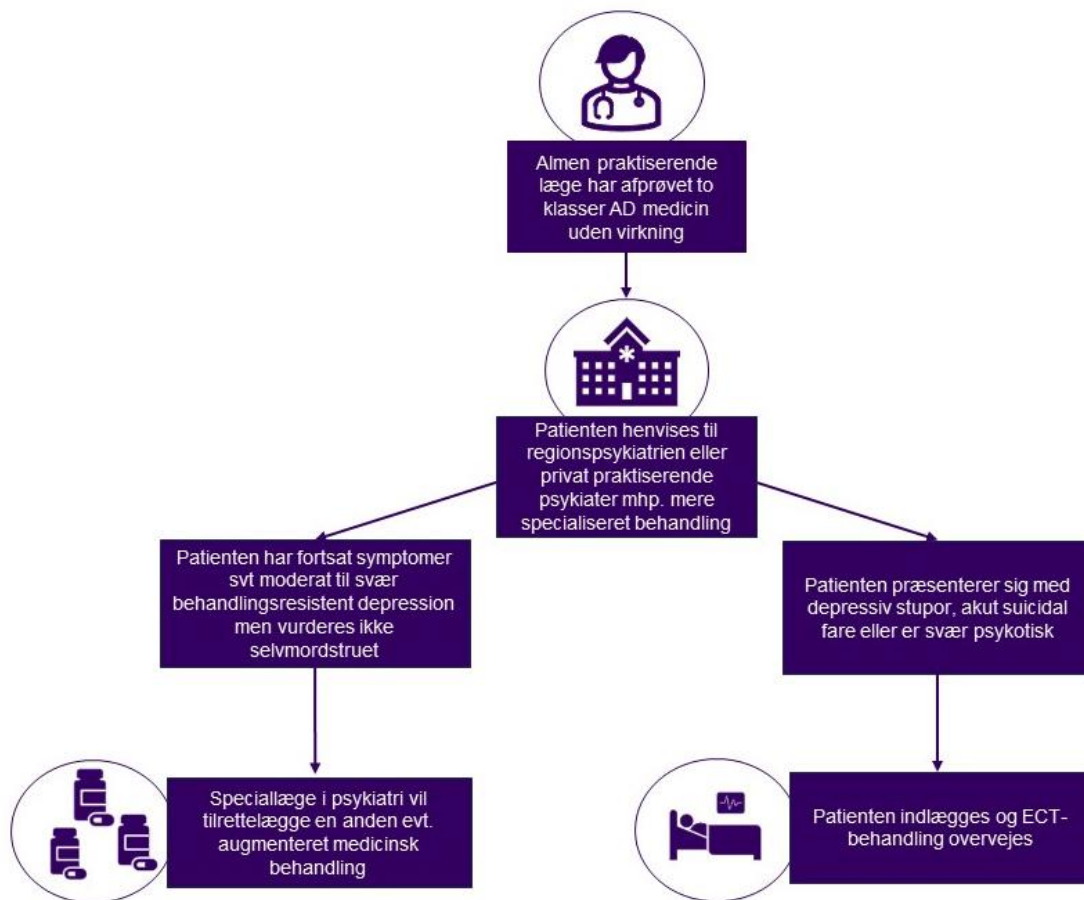 Almen praktiserende
læge har afprøvet to
klasser AD medicin
uden virkning
Patienten henvises til
regionspsykiatrien eller
privat praktiserende
psykiater mhp. mere
specialiseret behandling
Patienten har fortsat symptomer
svt moderat til svær
behandlingsresistent depression
men vurderes ikke
selvmordstruet
Patienten præsenterer sig med
depressiv stupor, akut suicidal
fare eller er svær psykotisk
Speciallæge i psykiatri vil
tilrettelægge en anden evt.
augmenteret medicinsk
behandling
Patienten indlægges og ECT-
behandling overvejes